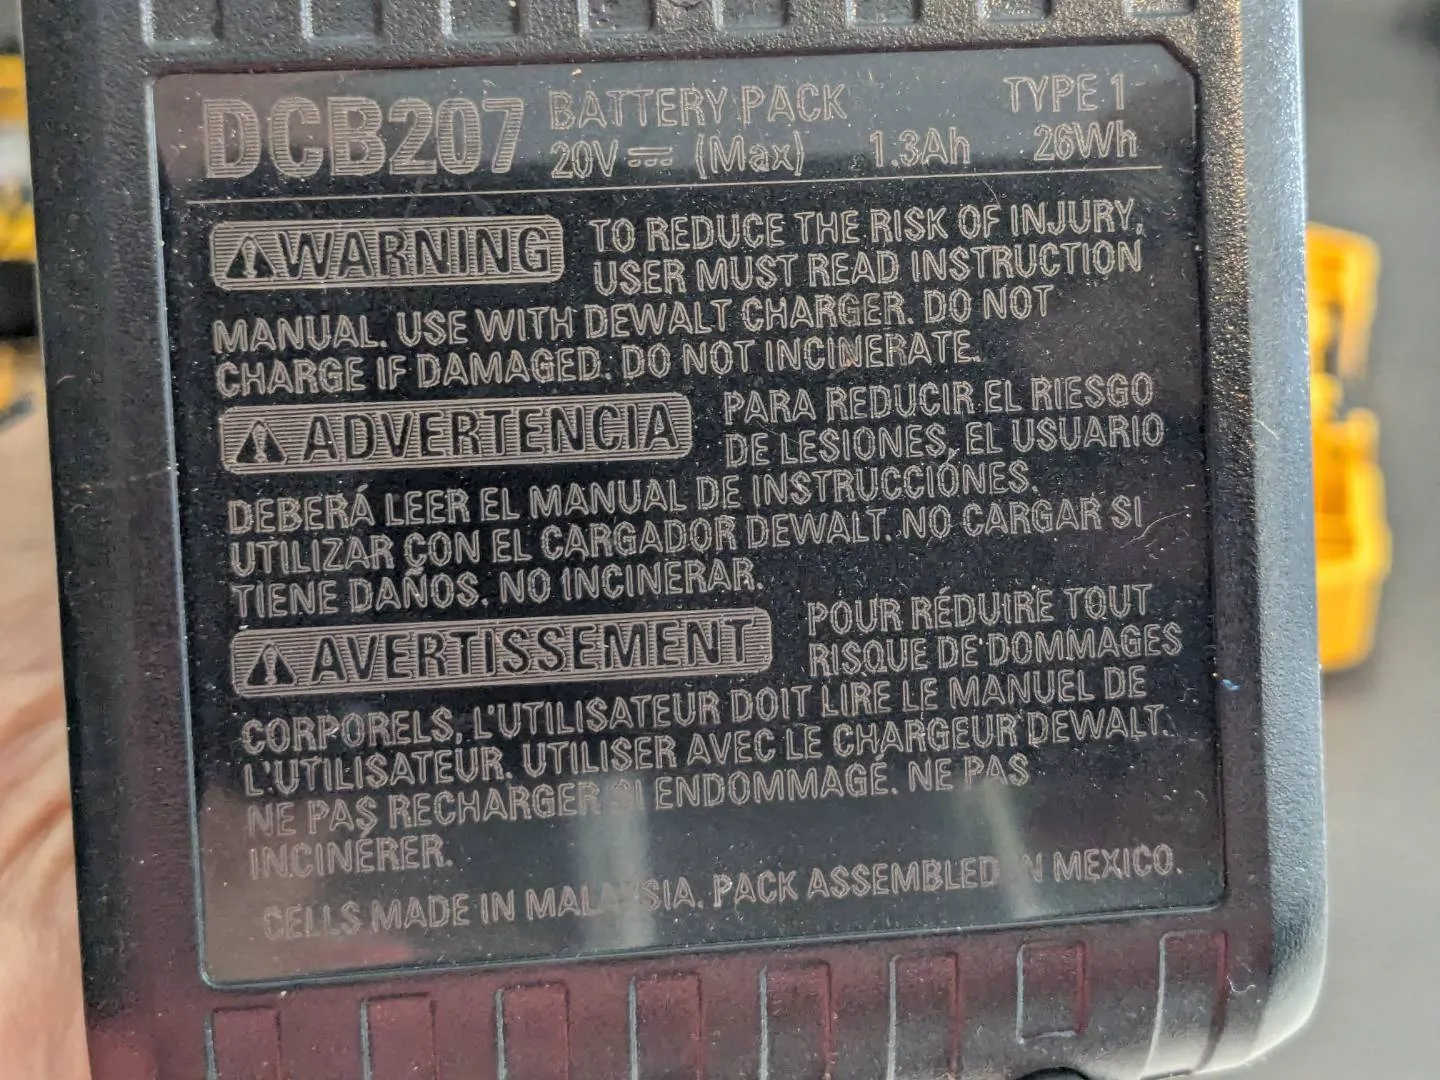 DCB207 BATTERY PACK TYPE 1
20V ⎓ (Max) 1.3Ah 26Wh
⚠WARNING TO REDUCE THE RISK OF INJURY,
USER MUST READ INSTRUCTION
MANUAL. USE WITH DEWALT CHARGER. DO NOT
CHARGE IF DAMAGED. DO NOT INCINERATE.
⚠ADVERTENCIA PARA REDUCIR EL RIESGO
DE LESIONES, EL USUARIO
DEBERÁ LEER EL MANUAL DE INSTRUCCIÓNES.
UTILIZAR CON EL CARGADOR DEWALT. NO CARGAR SI
TIENE DAÑOS. NO INCINERAR.
⚠AVERTISSEMENT POUR RÉDUIRE TOUT
RISQUE DE DOMMAGES
CORPORELS, L'UTILISATEUR DOIT LIRE LE MANUEL DE
L'UTILISATEUR. UTILISER AVEC LE CHARGEUR DEWALT.
NE PAS RECHARGER SI ENDOMMAGÉ. NE PAS
INCINÉRER.
CELLS MADE IN MALAYSIA. PACK ASSEMBLED IN MEXICO.